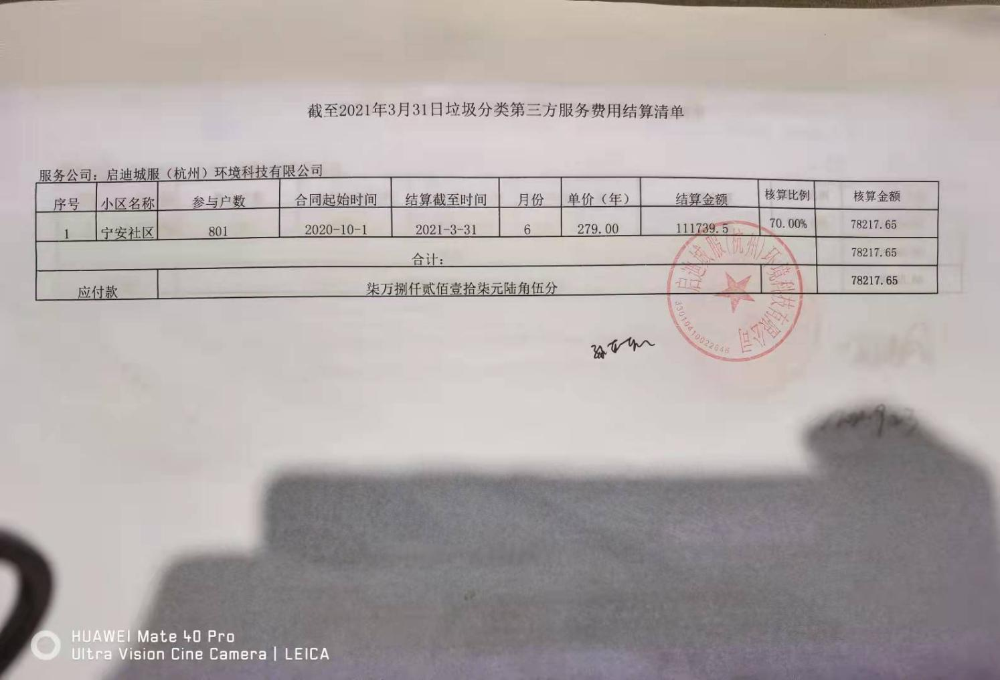 截至2021年3月31日垃圾分类第三方服务费用结算清单
服务公司：启迪城服（杭州）环境科技有限公司
序号 小区名称 参与户数 合同起始时间 结算截至时间 月份 单价（年） 结算金额 核算比例 核算金额
1 宁安社区 801 2020-10-1 2021-3-31 6 279.00 111739.5 70.00% 78217.65
合计： 78217.65
应付款 柒万捌仟贰佰壹拾柒元陆角伍分 78217.65
启迪城服(杭州)环境科技有限公司
33010410022646
HUAWEI Mate 40 Pro
Ultra Vision Cine Camera | LEICA